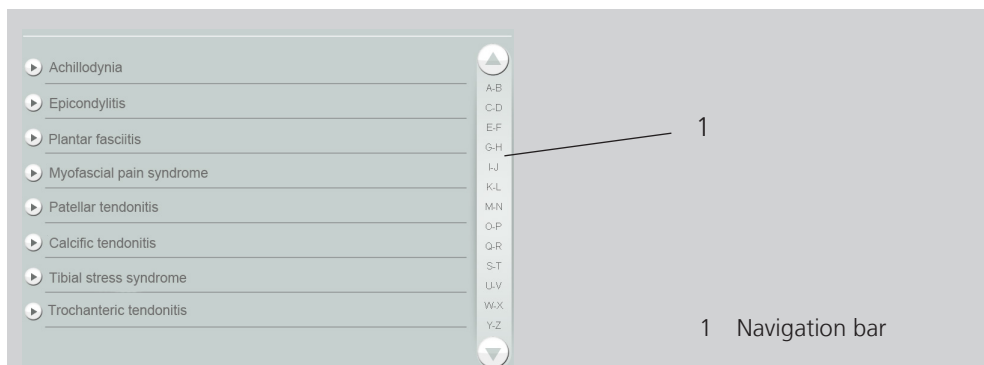 Achillodynia
Epicondylitis
Plantar fasciitis
Myofascial pain syndrome
Patellar tendonitis
Calcific tendonitis
Tibial stress syndrome
Trochanteric tendonitis
A-B
C-D
E-F
G-H
I-J
K-L
M-N
O-P
Q-R
S-T
U-V
W-X
Y-Z
1
1 Navigation bar